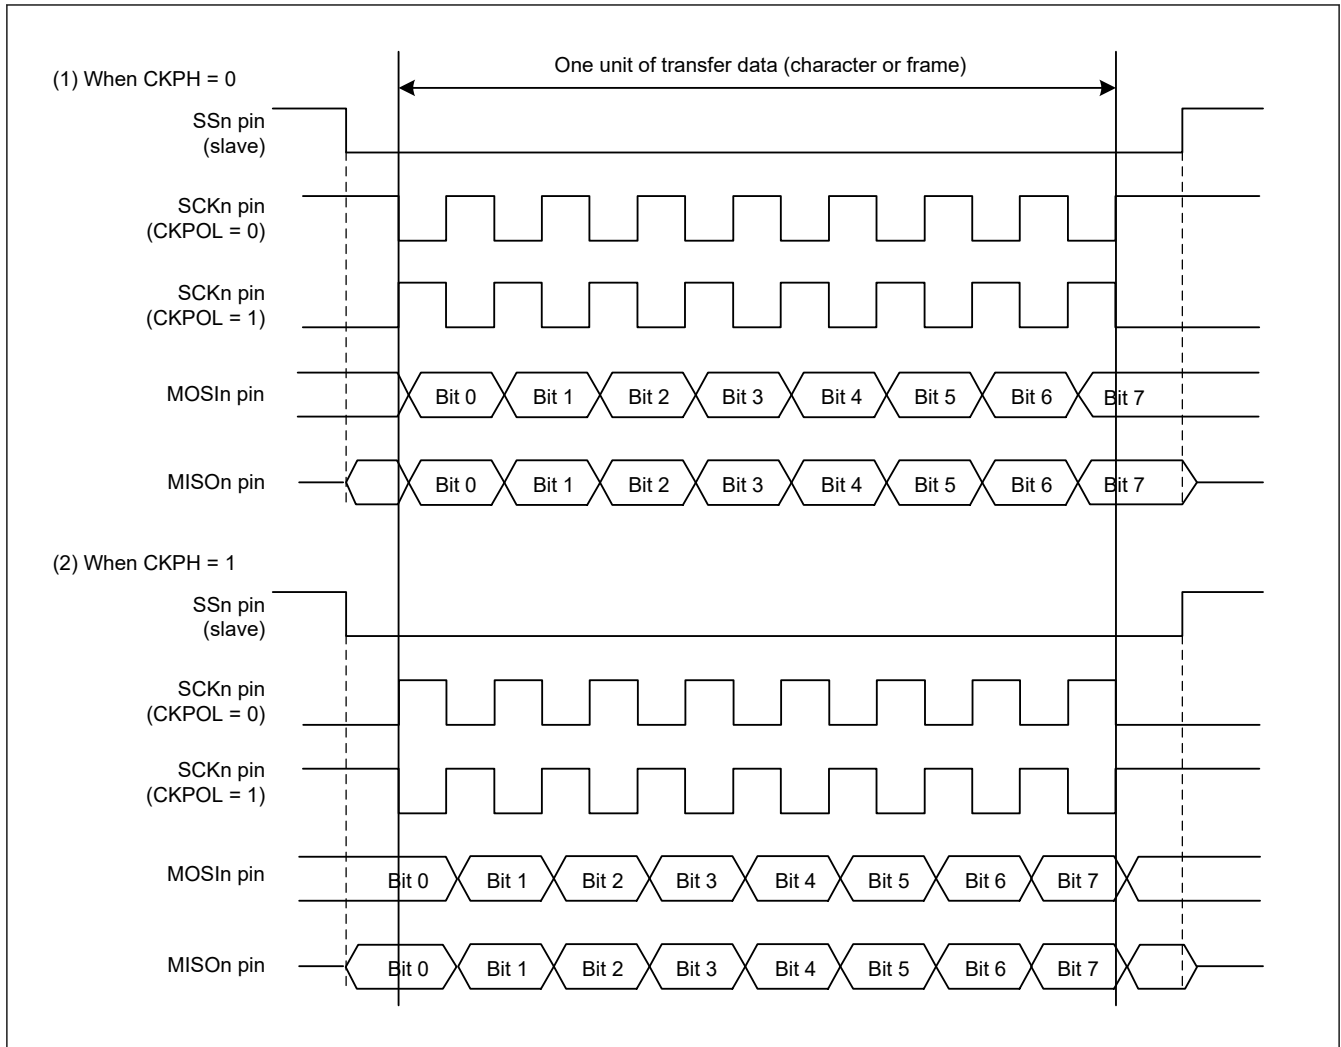 One unit of transfer data (character or frame)
(1) When CKPH = 0
SSn pin
(slave)
SCKn pin
(CKPOL = 0)
SCKn pin
(CKPOL = 1)
MOSIn pin Bit 0 Bit 1 Bit 2 Bit 3 Bit 4 Bit 5 Bit 6 Bit 7
MISOn pin Bit 0 Bit 1 Bit 2 Bit 3 Bit 4 Bit 5 Bit 6 Bit 7
(2) When CKPH = 1
SSn pin
(slave)
SCKn pin
(CKPOL = 0)
SCKn pin
(CKPOL = 1)
MOSIn pin Bit 0 Bit 1 Bit 2 Bit 3 Bit 4 Bit 5 Bit 6 Bit 7
MISOn pin Bit 0 Bit 1 Bit 2 Bit 3 Bit 4 Bit 5 Bit 6 Bit 7